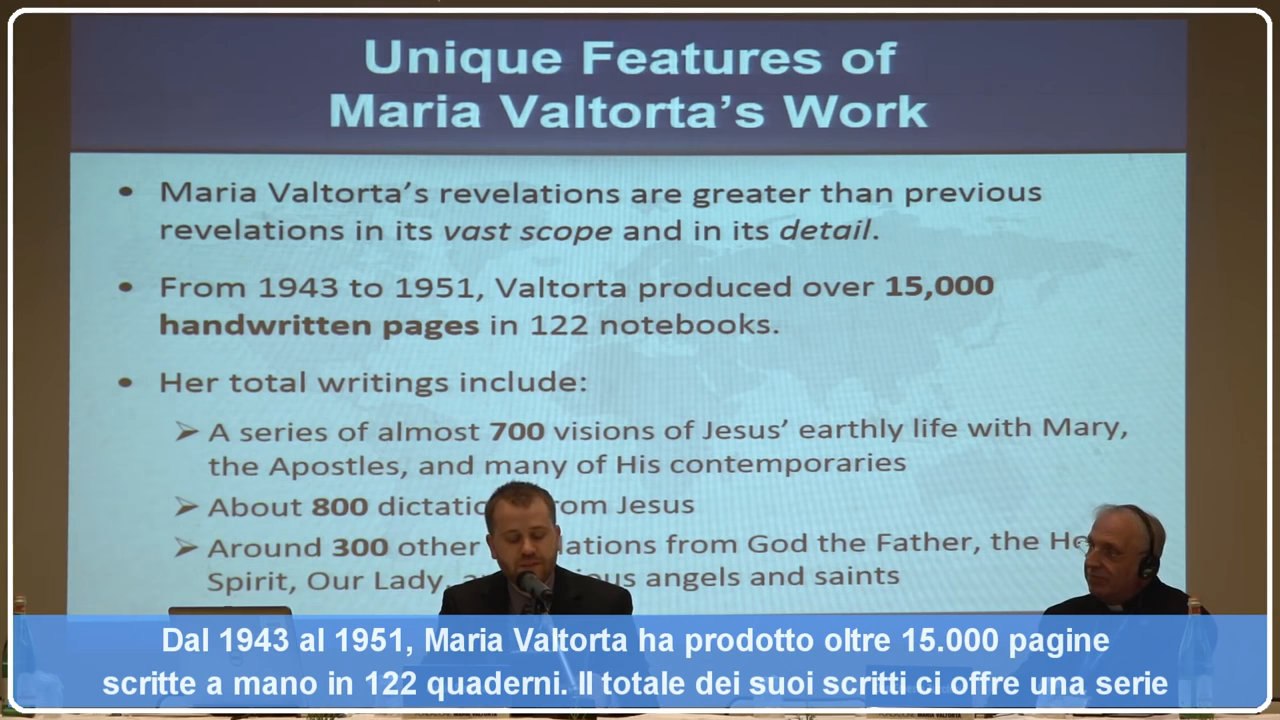 Unique Features of
Maria Valtorta's Work
• Maria Valtorta's revelations are greater than previous
revelations in its vast scope and in its detail.
• From 1943 to 1951, Valtorta produced over 15,000
handwritten pages in 122 notebooks.
• Her total writings include:
➢ A series of almost 700 visions of Jesus' earthly life with Mary,
the Apostles, and many of His contemporaries
➢ About 800 from Jesus
➢ Around 300 other from God the Father, the
Spirit, Our Lady, angels and saints
Dal 1943 al 1951, Maria Valtorta ha prodotto oltre 15.000 pagine
scritte a mano in 122 quaderni. Il totale dei suoi scritti ci offre una serie